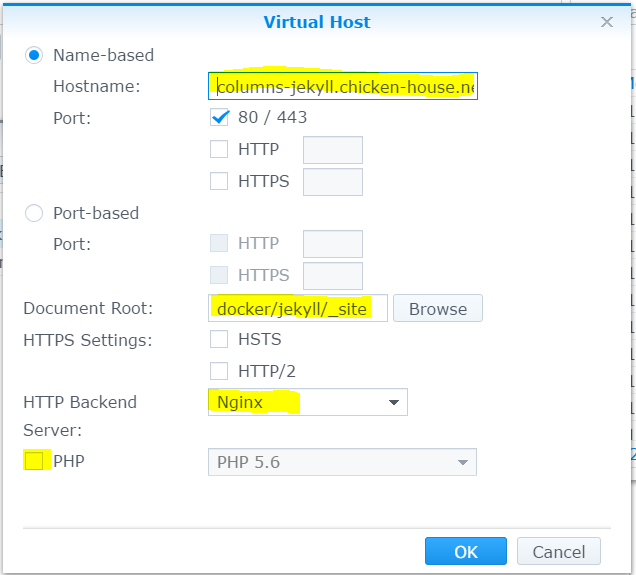 Virtual Host
Name-based
Hostname: columns-jekyll.chicken-house.ne
Port: 80 / 443
HTTP
HTTPS
Port-based
Port: HTTP
HTTPS
Document Root: docker/jekyll/_site Browse
HTTPS Settings: HSTS
HTTP/2
HTTP Backend Nginx
Server:
PHP PHP 5.6
OK Cancel